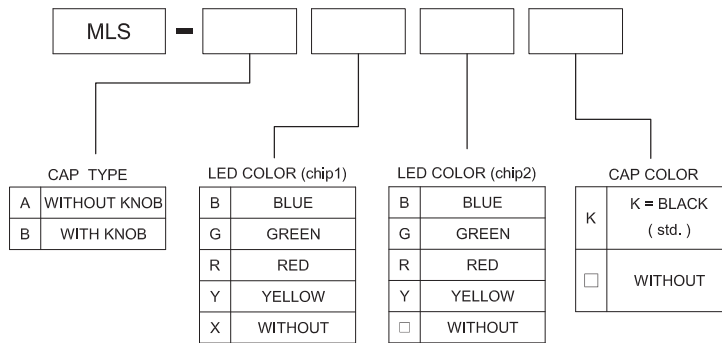 MLS -
CAP TYPE
A WITHOUT KNOB
B WITH KNOB
LED COLOR (chip1)
B BLUE
G GREEN
R RED
Y YELLOW
X WITHOUT
LED COLOR (chip2)
B BLUE
G GREEN
R RED
Y YELLOW
□ WITHOUT
CAP COLOR
K K = BLACK
( std. )
□ WITHOUT